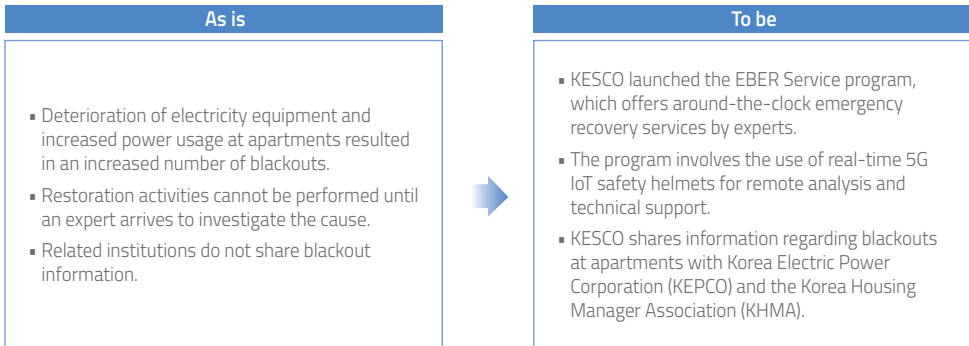 As is
▪ Deterioration of electricity equipment and
increased power usage at apartments resulted
in an increased number of blackouts.
▪ Restoration activities cannot be performed until
an expert arrives to investigate the cause.
▪ Related institutions do not share blackout
information.
To be
▪ KESCO launched the EBER Service program,
which offers around-the-clock emergency
recovery services by experts.
▪ The program involves the use of real-time 5G
IoT safety helmets for remote analysis and
technical support.
▪ KESCO shares information regarding blackouts
at apartments with Korea Electric Power
Corporation (KEPCO) and the Korea Housing
Manager Association (KHMA).